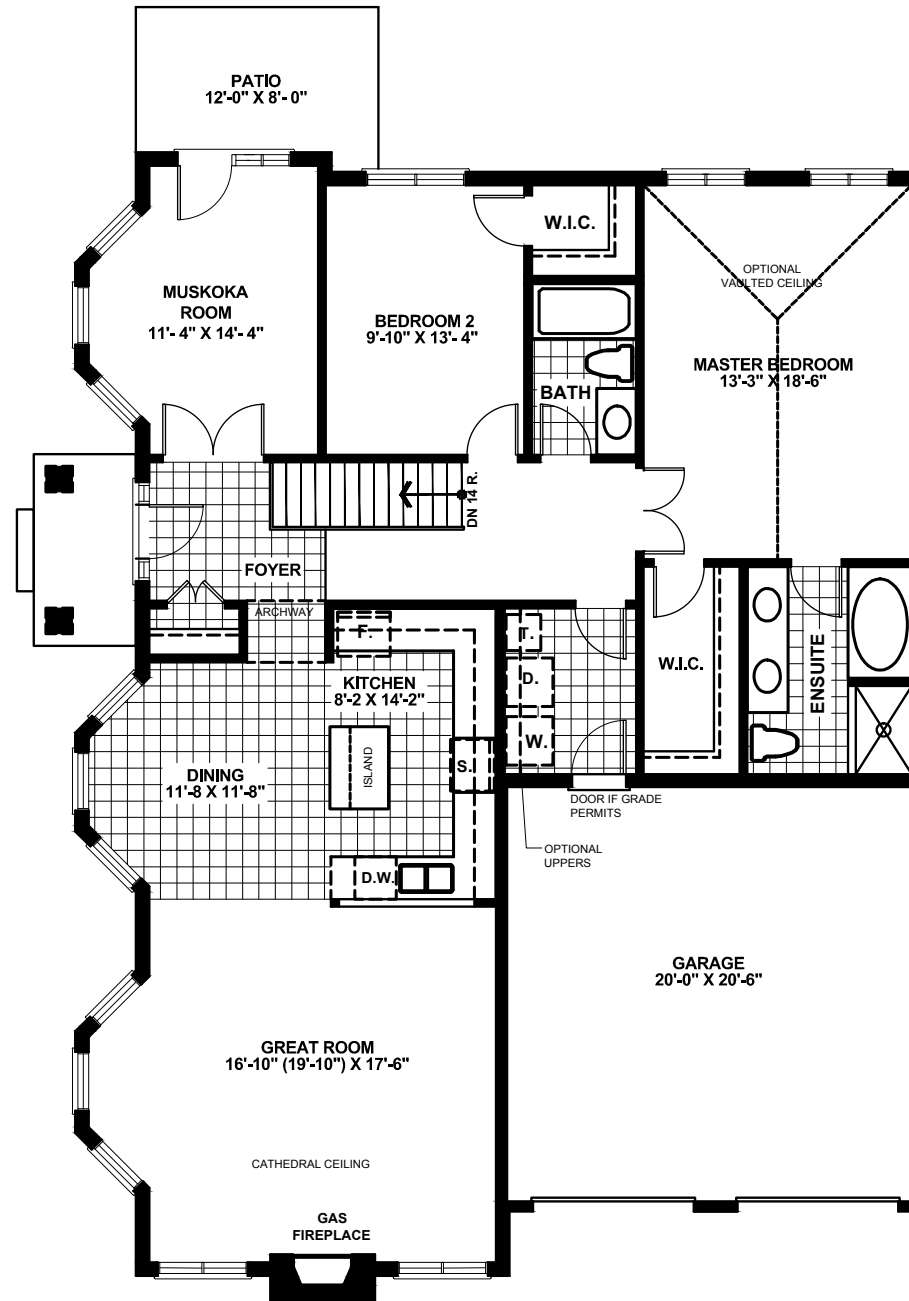 PATIO
12'-0" X 8'- 0"
W.I.C.
OPTIONAL
VAULTED CEILING
MUSKOKA
ROOM
11'- 4" X 14'- 4"
BEDROOM 2
9'-10" X 13'- 4"
MASTER BEDROOM
13'-3" X 18'-6"
BATH
DN 14 R.
FOYER
ARCHWAY
F.
T.
KITCHEN
8'-2 X 14'-2"
D.
W.I.C.
ENSUITE
W.
S.
ISLAND
DINING
11'-8 X 11'-8"
DOOR IF GRADE
PERMITS
OPTIONAL
UPPERS
D.W.
GARAGE
20'-0" X 20'-6"
GREAT ROOM
16'-10" (19'-10") X 17'-6"
CATHEDRAL CEILING
GAS
FIREPLACE